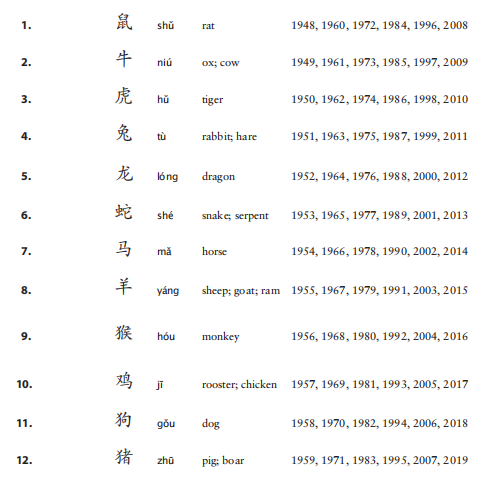 1. 鼠 shǔ rat 1948, 1960, 1972, 1984, 1996, 2008
2. 牛 niú ox; cow 1949, 1961, 1973, 1985, 1997, 2009
3. 虎 hǔ tiger 1950, 1962, 1974, 1986, 1998, 2010
4. 兔 tù rabbit; hare 1951, 1963, 1975, 1987, 1999, 2011
5. 龙 lóng dragon 1952, 1964, 1976, 1988, 2000, 2012
6. 蛇 shé snake; serpent 1953, 1965, 1977, 1989, 2001, 2013
7. 马 mǎ horse 1954, 1966, 1978, 1990, 2002, 2014
8. 羊 yáng sheep; goat; ram 1955, 1967, 1979, 1991, 2003, 2015
9. 猴 hóu monkey 1956, 1968, 1980, 1992, 2004, 2016
10. 鸡 jī rooster; chicken 1957, 1969, 1981, 1993, 2005, 2017
11. 狗 gǒu dog 1958, 1970, 1982, 1994, 2006, 2018
12. 猪 zhū pig; boar 1959, 1971, 1983, 1995, 2007, 2019